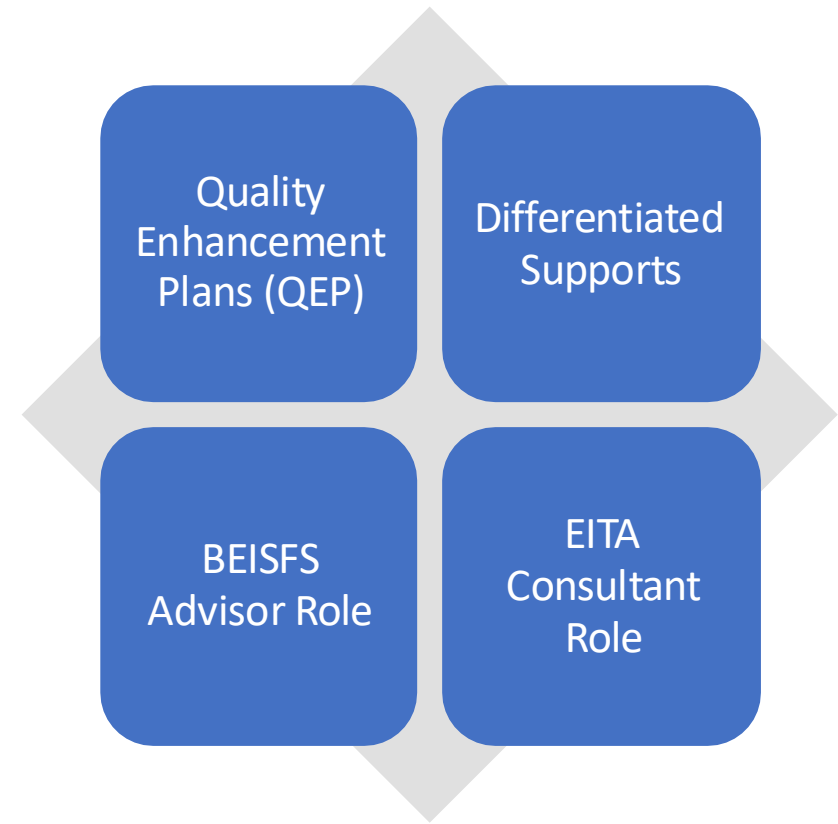 Quality
Enhancement
Plans (QEP)
Differentiated
Supports
BEISFS
Advisor Role
EITA
Consultant
Role